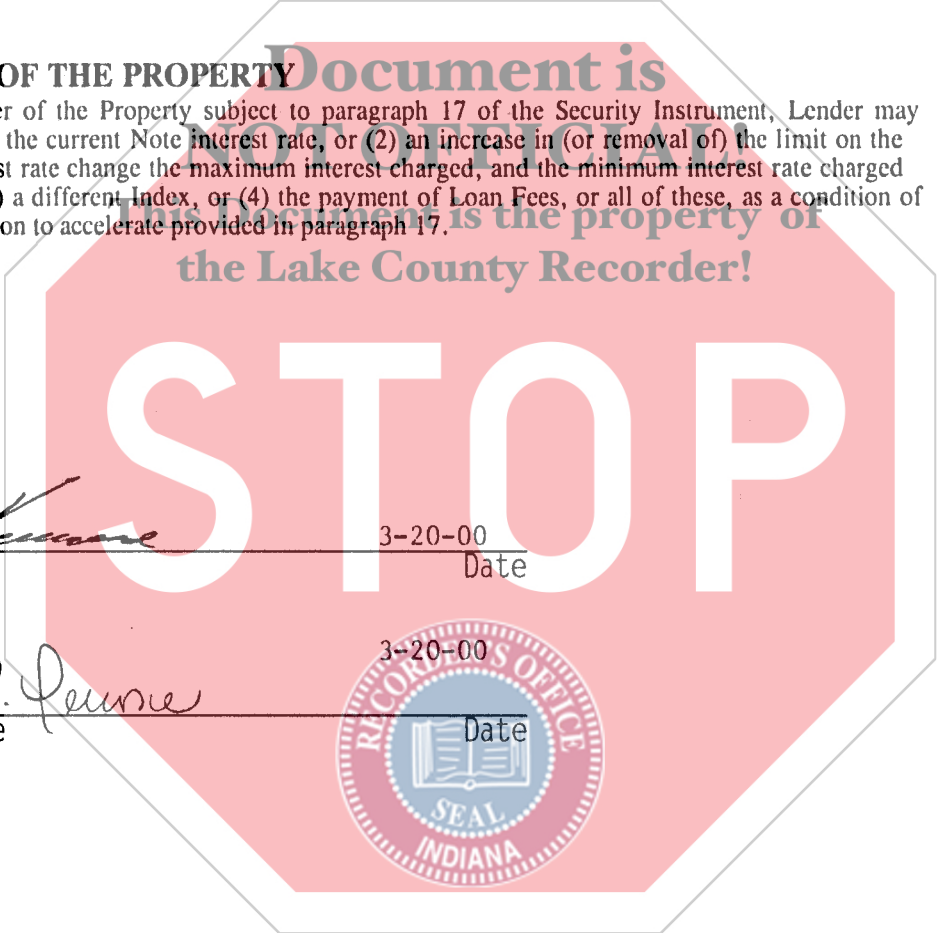 OF THE PROPERTY
Document is
er of the Property subject to paragraph 17 of the Security Instrument, Lender may
the current Note interest rate, or (2) an increase in (or removal of) the limit on the
NOT OFFICIAL!
st rate change the maximum interest charged, and the minimum interest rate charged
) a different Index, or (4) the payment of Loan Fees, or all of these, as a condition of
This Document is the property of
on to accelerate provided in paragraph 17.
the Lake County Recorder!
STOP
3-20-00
Date
3-20-00
e
Date
RECORDER'S OFFICE
SEAL
INDIANA